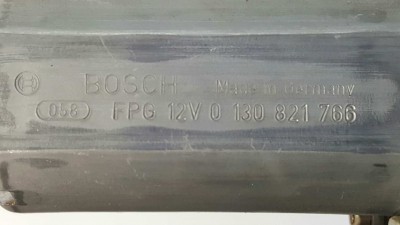 BOSCH Made in Germany
058 FPG 12V 0 130 821 766